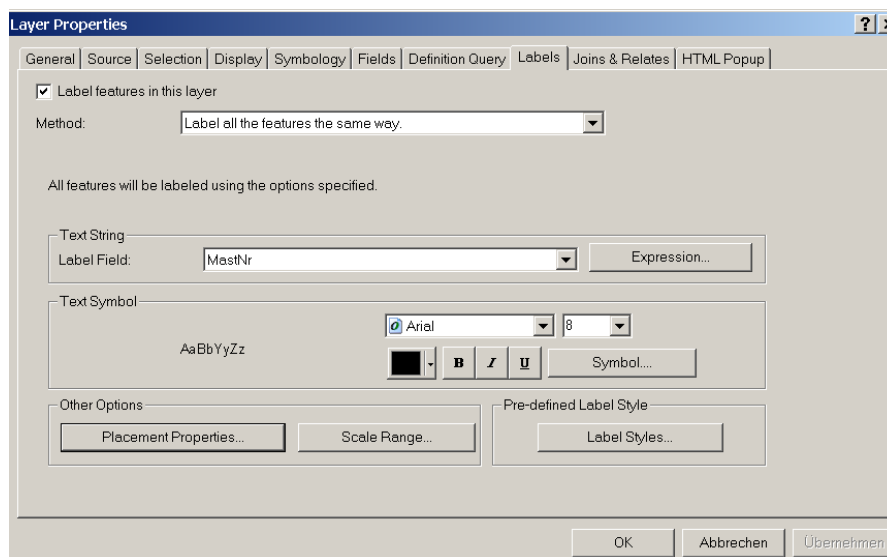 Layer Properties
General Source Selection Display Symbology Fields Definition Query Labels Joins & Relates HTML Popup
Label features in this layer
Method: Label all the features the same way.
All features will be labeled using the options specified.
Text String
Label Field: MastNr Expression...
Text Symbol
AaBbYyZz
Arial 8
B I U Symbol...
Other Options
Placement Properties... Scale Range...
Pre-defined Label Style
Label Styles...
OK Abbrechen Übernehmen